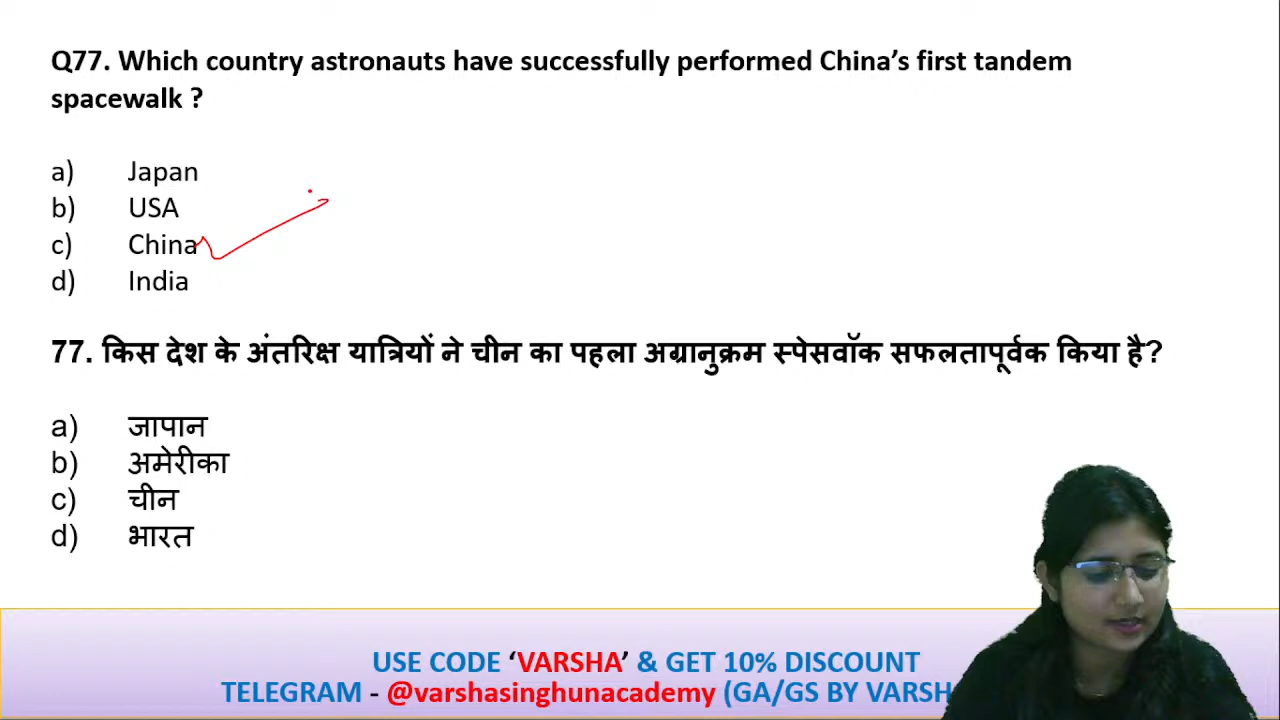 Q77. Which country astronauts have successfully performed China’s first tandem
spacewalk ?
a) Japan
b) USA
c) China
d) India
77. किस देश के अंतरिक्ष यात्रियों ने चीन का पहला अग्रानुक्रम स्पेसवॉक सफलतापूर्वक किया है?
a) जापान
b) अमेरीका
c) चीन
d) भारत
USE CODE ‘VARSHA’ & GET 10% DISCOUNT
TELEGRAM - @varshasinghunacademy (GA/GS BY VARSH